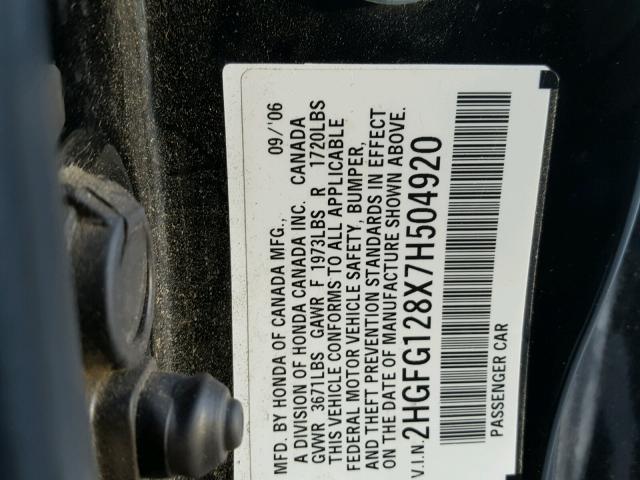 MFD. BY HONDA OF CANADA MFG., 09/'06
A DIVISION OF HONDA CANADA INC. CANADA
GVWR 3671LBS GAWR F 1973LBS R 1720LBS
THIS VEHICLE CONFORMS TO ALL APPLICABLE
FEDERAL MOTOR VEHICLE SAFETY, BUMPER,
AND THEFT PREVENTION STANDARDS IN EFFECT
ON THE DATE OF MANUFACTURE SHOWN ABOVE.
V.I.N. 2HGFG128X7H504920
PASSENGER CAR